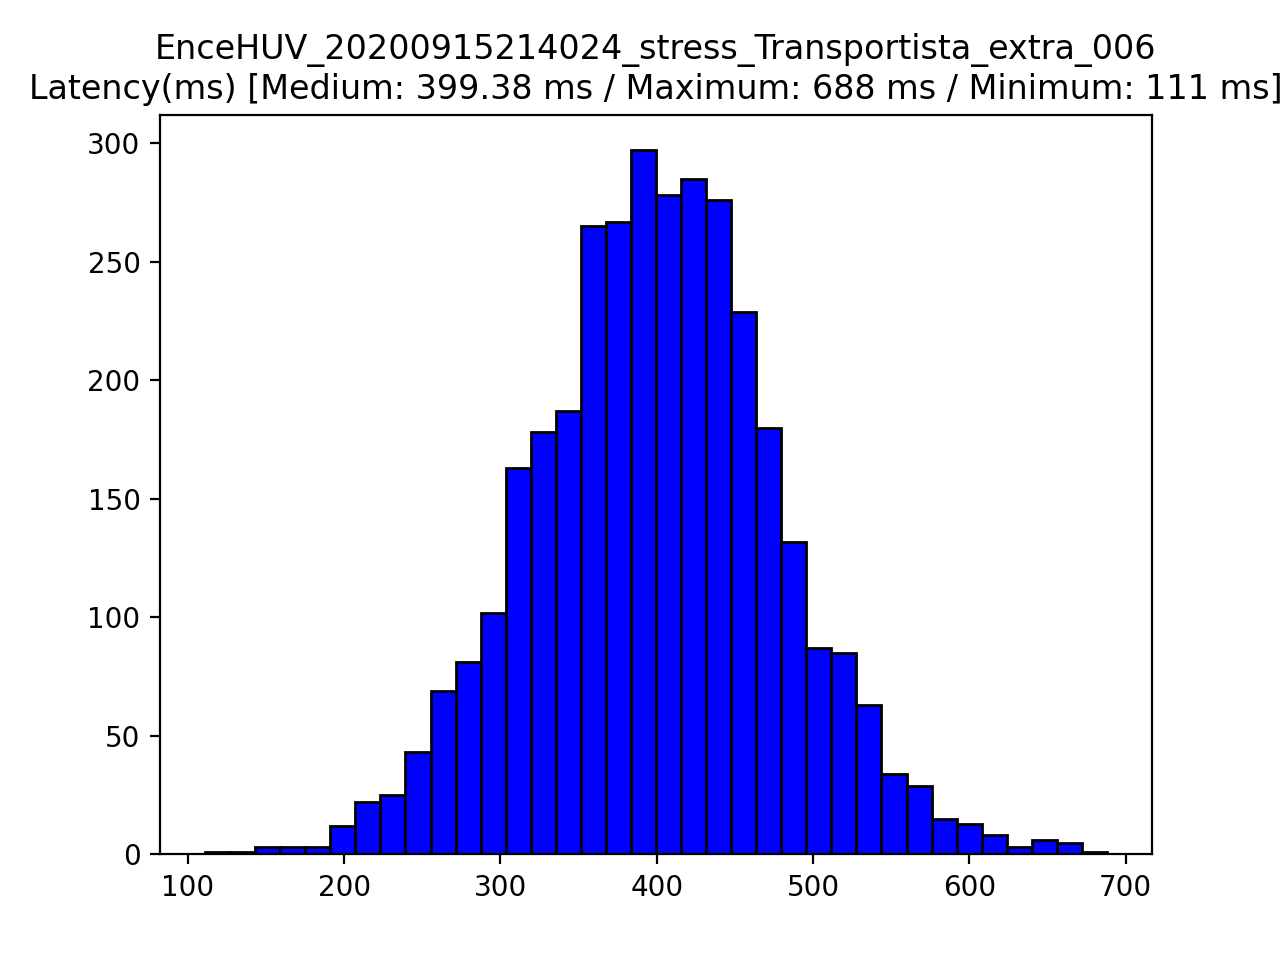 EnceHUV_20200915214024_stress_Transportista_extra_006
Latency(ms) [Medium: 399.38 ms / Maximum: 688 ms / Minimum: 111 ms]
300
250
200
150
100
50
0
100 200 300 400 500 600 700